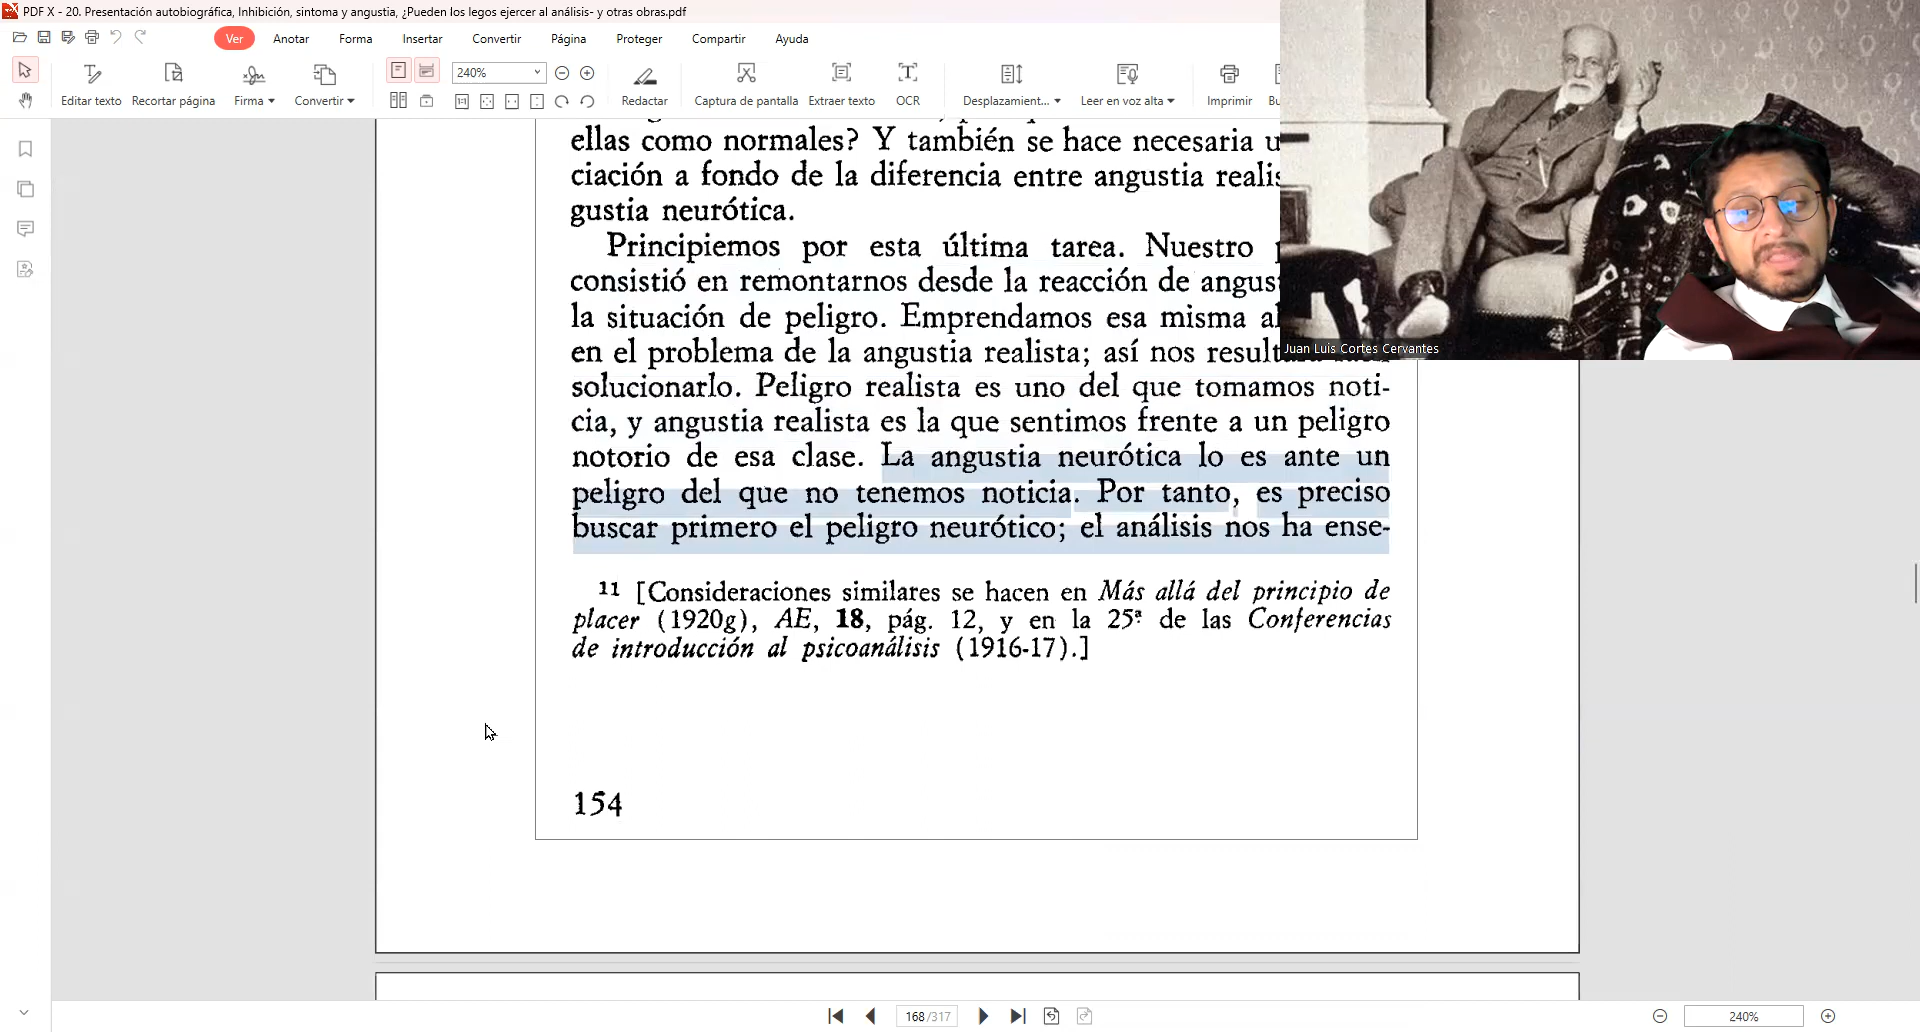 PDF X - 20. Presentación autobiográfica, Inhibición, sintoma y angustia, ¿Pueden los legos ejercer al análisis- y otras obras.pdf
Ver Anotar Forma Insertar Convertir Página Proteger Compartir Ayuda
240%
Editar texto Recortar página Firma Convertir Redactar Captura de pantalla Extraer texto OCR Desplazamient... Leer en voz alta Imprimir Bu
ellas como normales? Y también se hace necesaria u
ciación a fondo de la diferencia entre angustia realis
gustia neurótica.
Principiemos por esta última tarea. Nuestro
consistió en remontarnos desde la reacción de angus
la situación de peligro. Emprendamos esa misma al
en el problema de la angustia realista; así nos result
solucionarlo. Peligro realista es uno del que tomamos noti-
cia, y angustia realista es la que sentimos frente a un peligro
notorio de esa clase. La angustia neurótica lo es ante un
peligro del que no tenemos noticia. Por tanto, es preciso
buscar primero el peligro neurótico; el análisis nos ha ense-
11 [Consideraciones similares se hacen en Más allá del principio de
placer (1920g), AE, 18, pág. 12, y en la 25ª de las Conferencias
de introducción al psicoanálisis (1916-17).]
154
Juan Luis Cortes Cervantes
168/317
240%